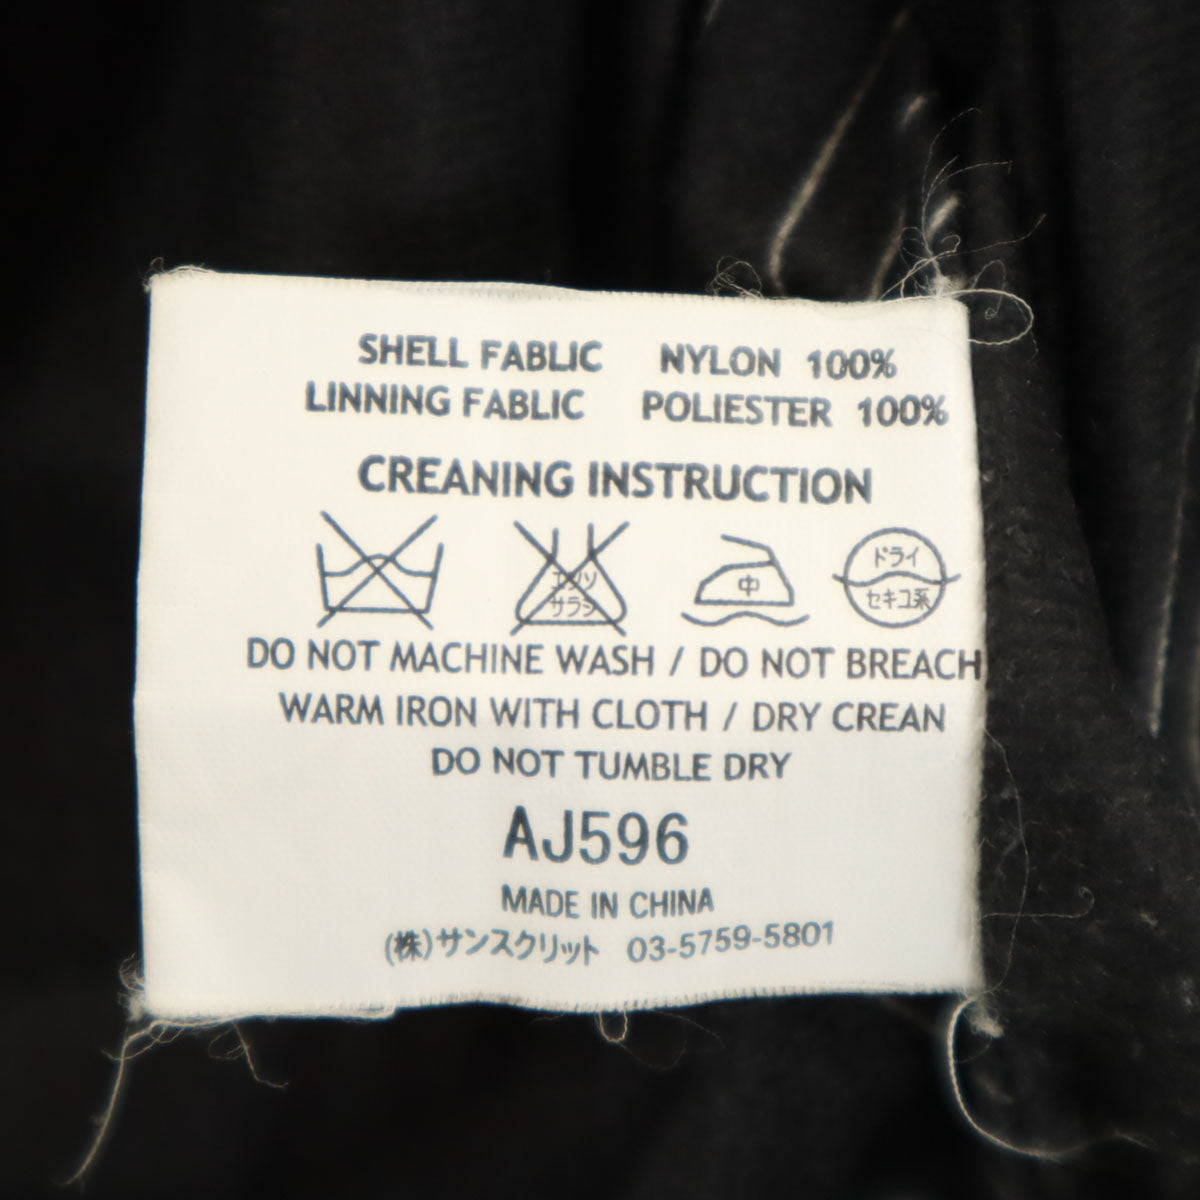 SHELL FABLIC NYLON 100%
LINNING FABLIC POLIESTER 100%
CREANING INSTRUCTION
エンソ
サラシ
中
ドライ
セキユ系
DO NOT MACHINE WASH / DO NOT BREACH
WARM IRON WITH CLOTH / DRY CREAN
DO NOT TUMBLE DRY
AJ596
MADE IN CHINA
(株)サンスクリット 03-5759-5801